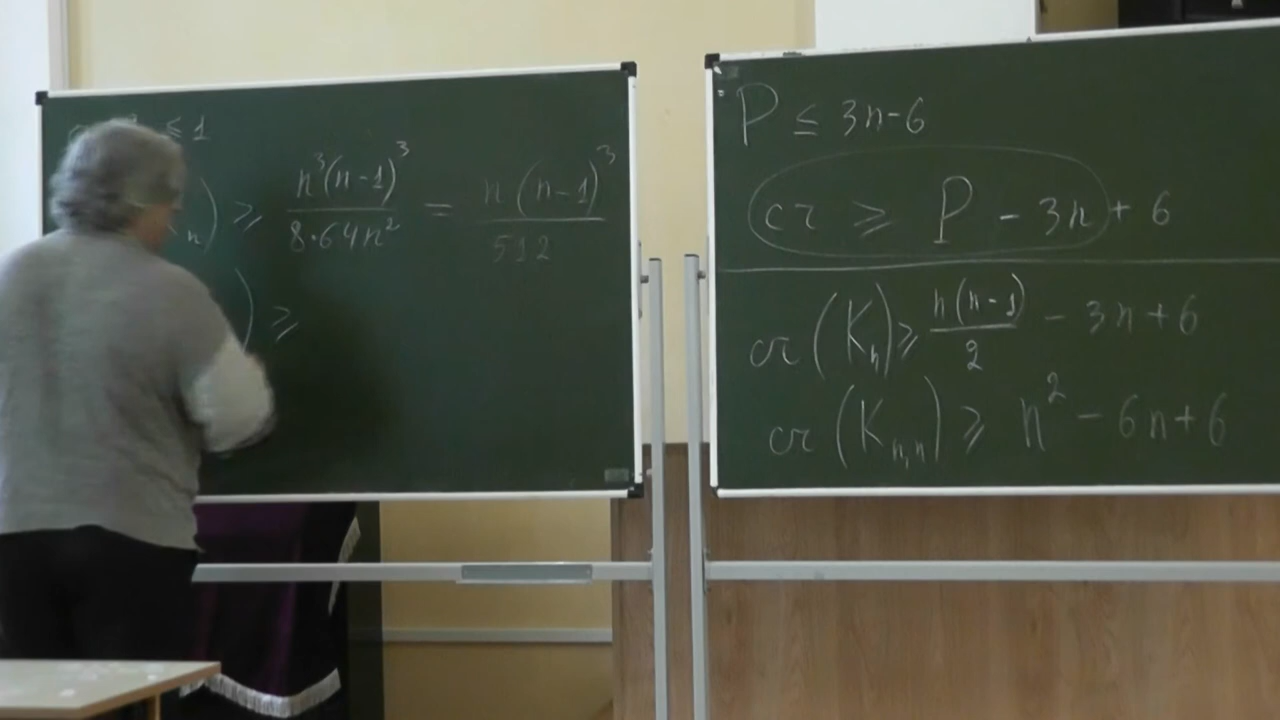 ≤ 1
n) ≥ n³(n-1)³ / 8·64n² = n(n-1)³ / 512
) ≥
P ≤ 3n-6
cr ≥ P - 3n + 6
cr(Kₙ) ≥ n(n-1)/2 - 3n + 6
cr(Kₙ,ₙ) ≥ n² - 6n + 6